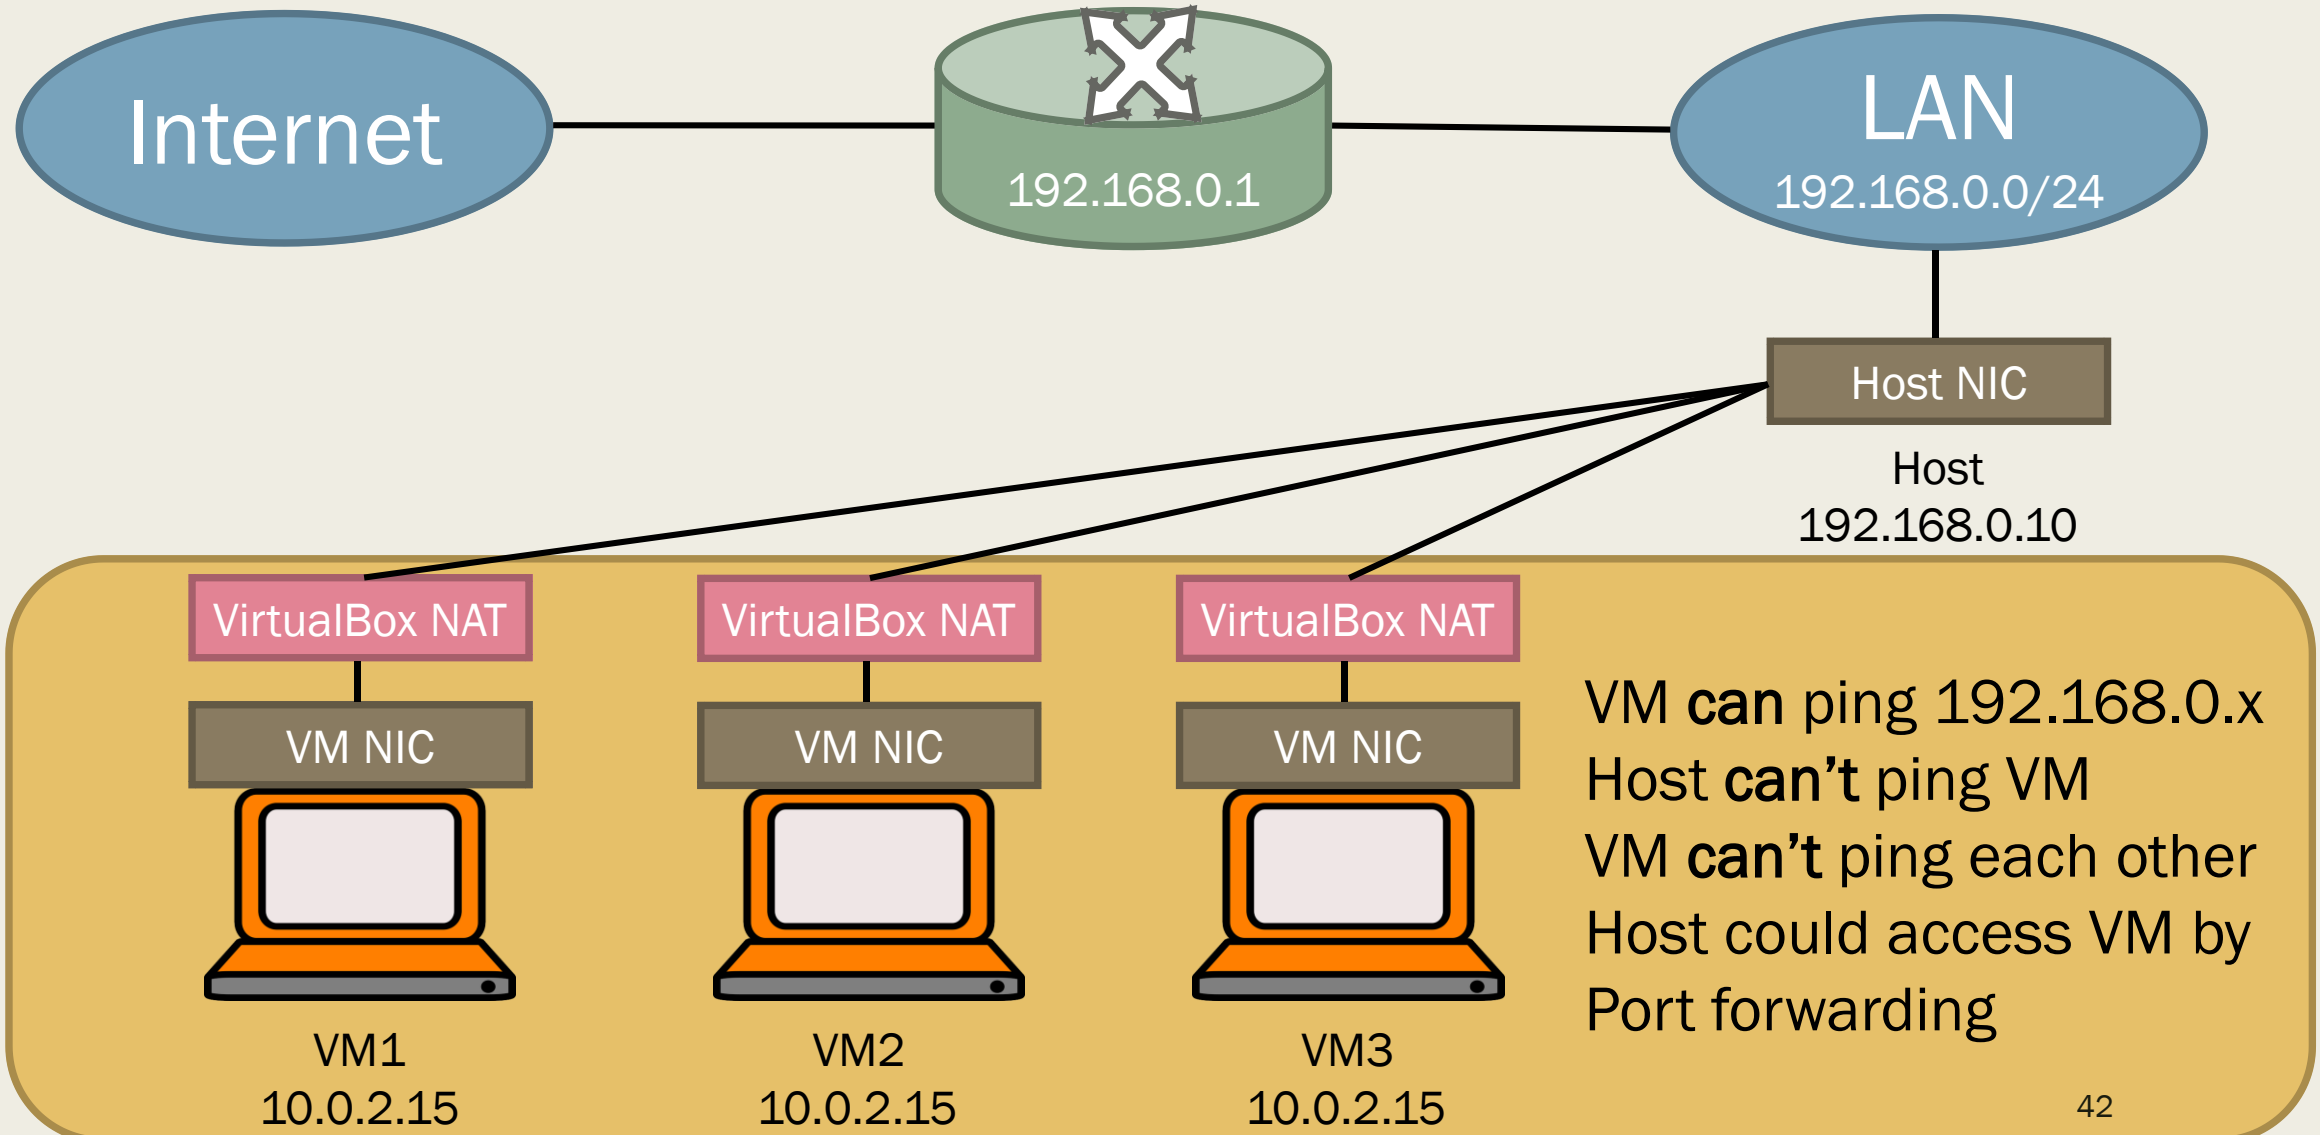 Internet
192.168.0.1
LAN
192.168.0.0/24
Host NIC
Host
192.168.0.10
VirtualBox NAT
VirtualBox NAT
VirtualBox NAT
VM NIC
VM NIC
VM NIC
VM1
10.0.2.15
VM2
10.0.2.15
VM3
10.0.2.15
VM can ping 192.168.0.x
Host can’t ping VM
VM can’t ping each other
Host could access VM by
Port forwarding
42